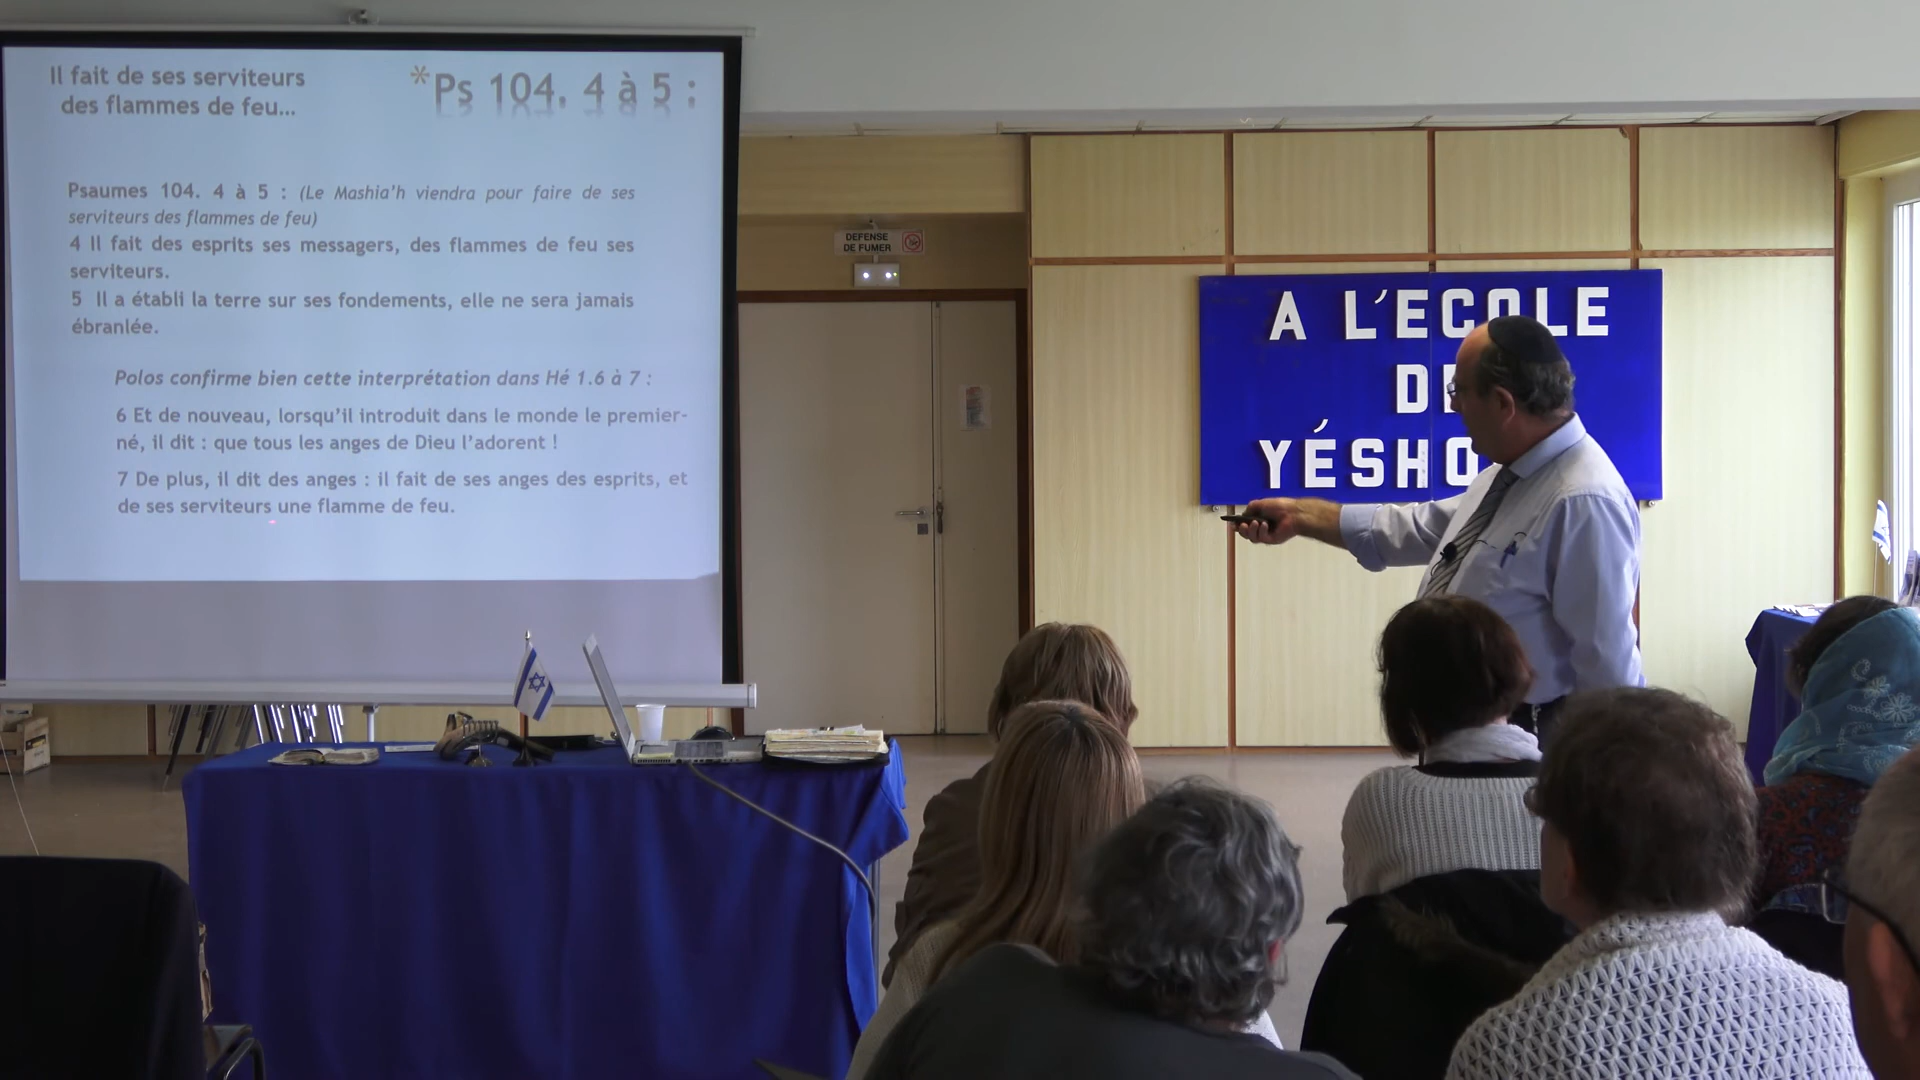 Il fait de ses serviteurs
des flammes de feu...
*Ps 104. 4 à 5 :
Psaumes 104. 4 à 5 : (Le Mashia'h viendra pour faire de ses
serviteurs des flammes de feu)
4 Il fait des esprits ses messagers, des flammes de feu ses
serviteurs.
5 Il a établi la terre sur ses fondements, elle ne sera jamais
ébranlée.
Polos confirme bien cette interprétation dans Hé 1.6 à 7 :
6 Et de nouveau, lorsqu'il introduit dans le monde le premier-
né, il dit : que tous les anges de Dieu l'adorent !
7 De plus, il dit des anges : il fait de ses anges des esprits, et
de ses serviteurs une flamme de feu.
DEFENSE
DE FUMER
A L'ECOLE
DE
YÉSHO